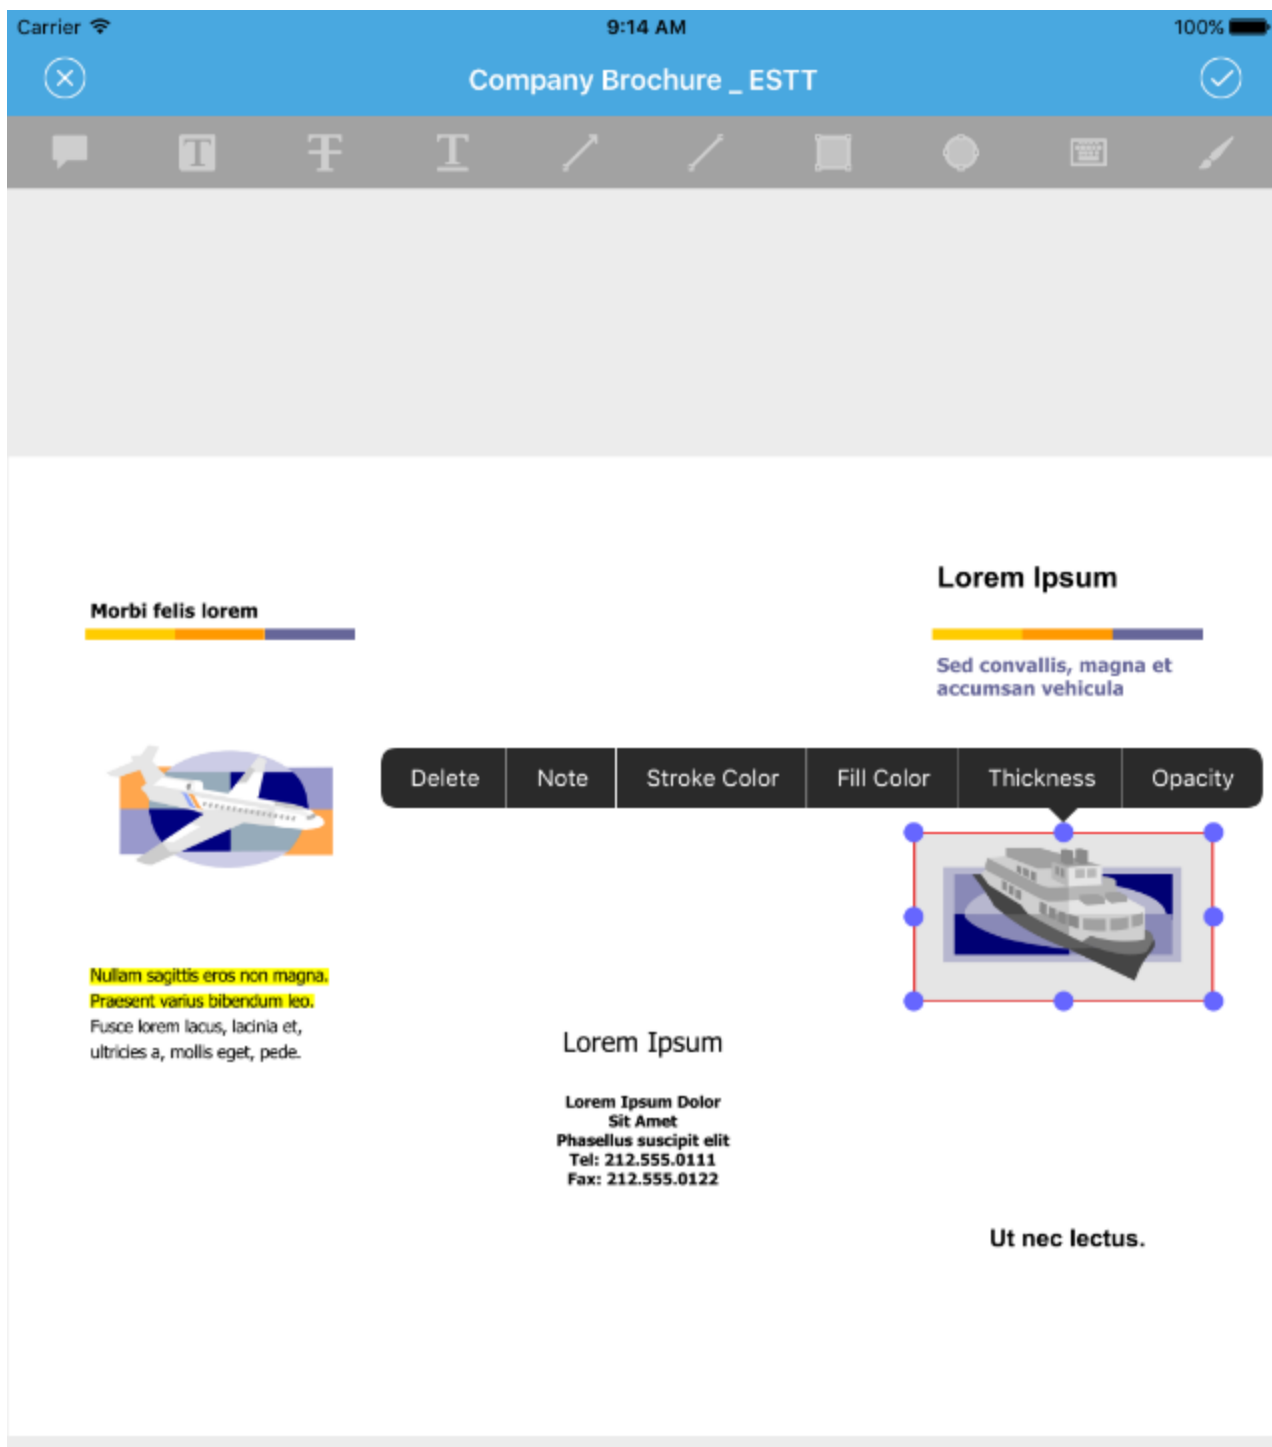 Carrier
9:14 AM
100%
Company Brochure _ ESTT
T
T
T
Morbi felis lorem
Nullam sagittis eros non magna.
Praesent varius bibendum leo.
Fusce lorem lacus, lacinia et,
ultricies a, mollis eget, pede.
Lorem Ipsum
Lorem Ipsum Dolor
Sit Amet
Phasellus suscipit elit
Tel: 212.555.0111
Fax: 212.555.0122
Lorem Ipsum
Sed convallis, magna et
accumsan vehicula
Delete Note Stroke Color Fill Color Thickness Opacity
Ut nec lectus.